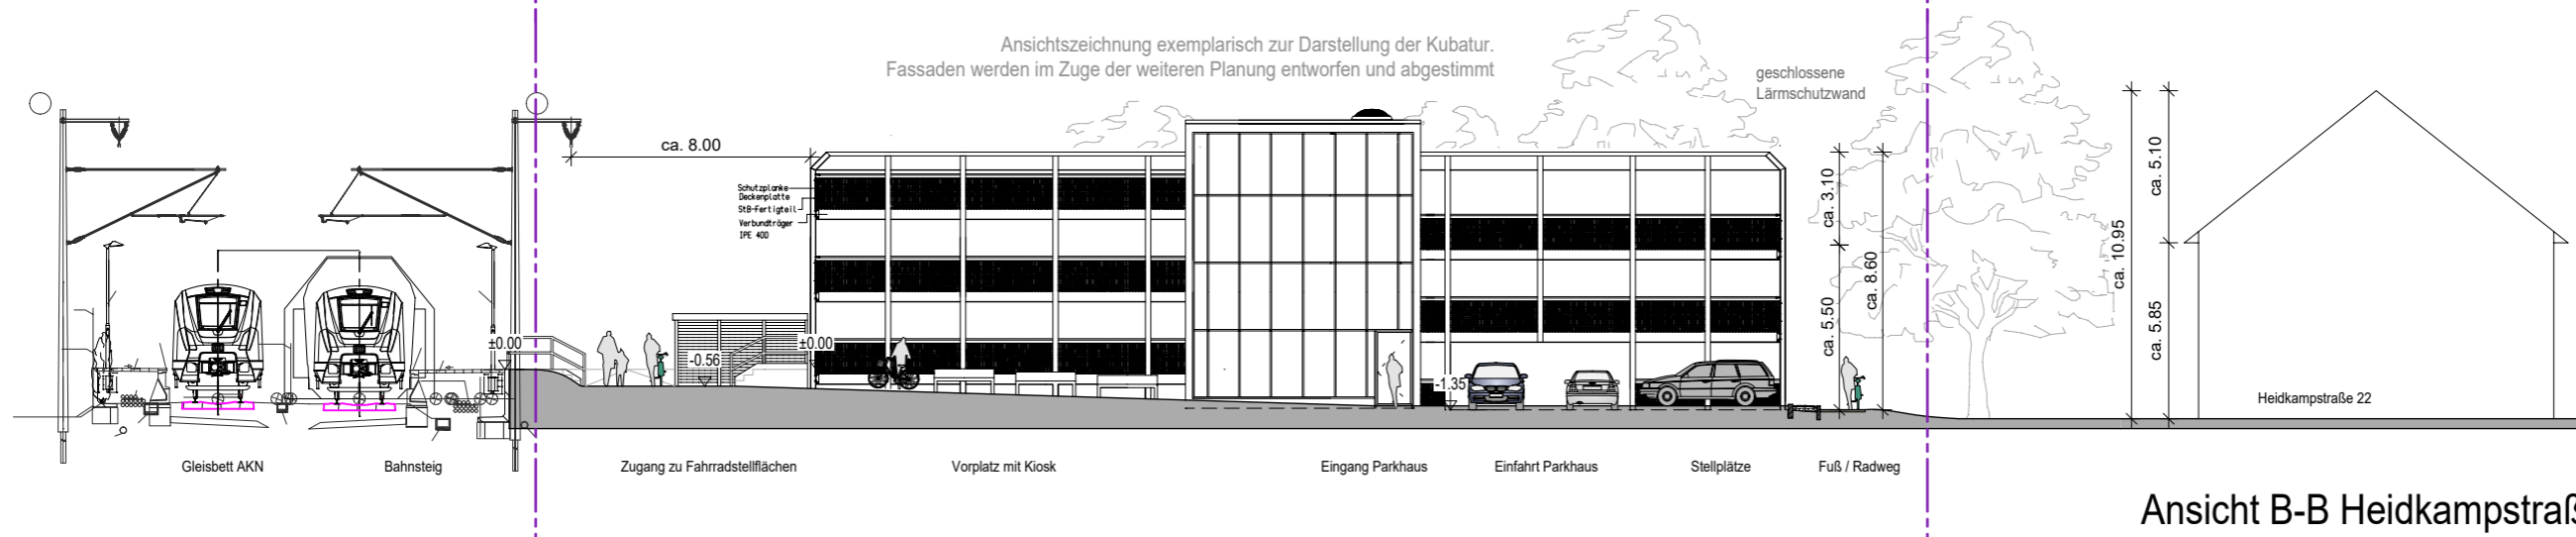 Ansichtszeichnung exemplarisch zur Darstellung der Kubatur.
Fassaden werden im Zuge der weiteren Planung entworfen und abgestimmt
geschlossene
Lärmschutzwand
ca. 8.00
Schutzplanke
Deckenplatte
StB-Fertigteil
Verbundträger
IPE 400
±0.00
-0.56
±0.00
-1.35
ca. 3.10
ca. 5.50
ca. 8.60
ca. 10.95
ca. 5.10
ca. 5.85
Heidkampstraße 22
Gleisbett AKN
Bahnsteig
Zugang zu Fahrradstellflächen
Vorplatz mit Kiosk
Eingang Parkhaus
Einfahrt Parkhaus
Stellplätze
Fuß / Radweg
Ansicht B-B Heidkampstraß